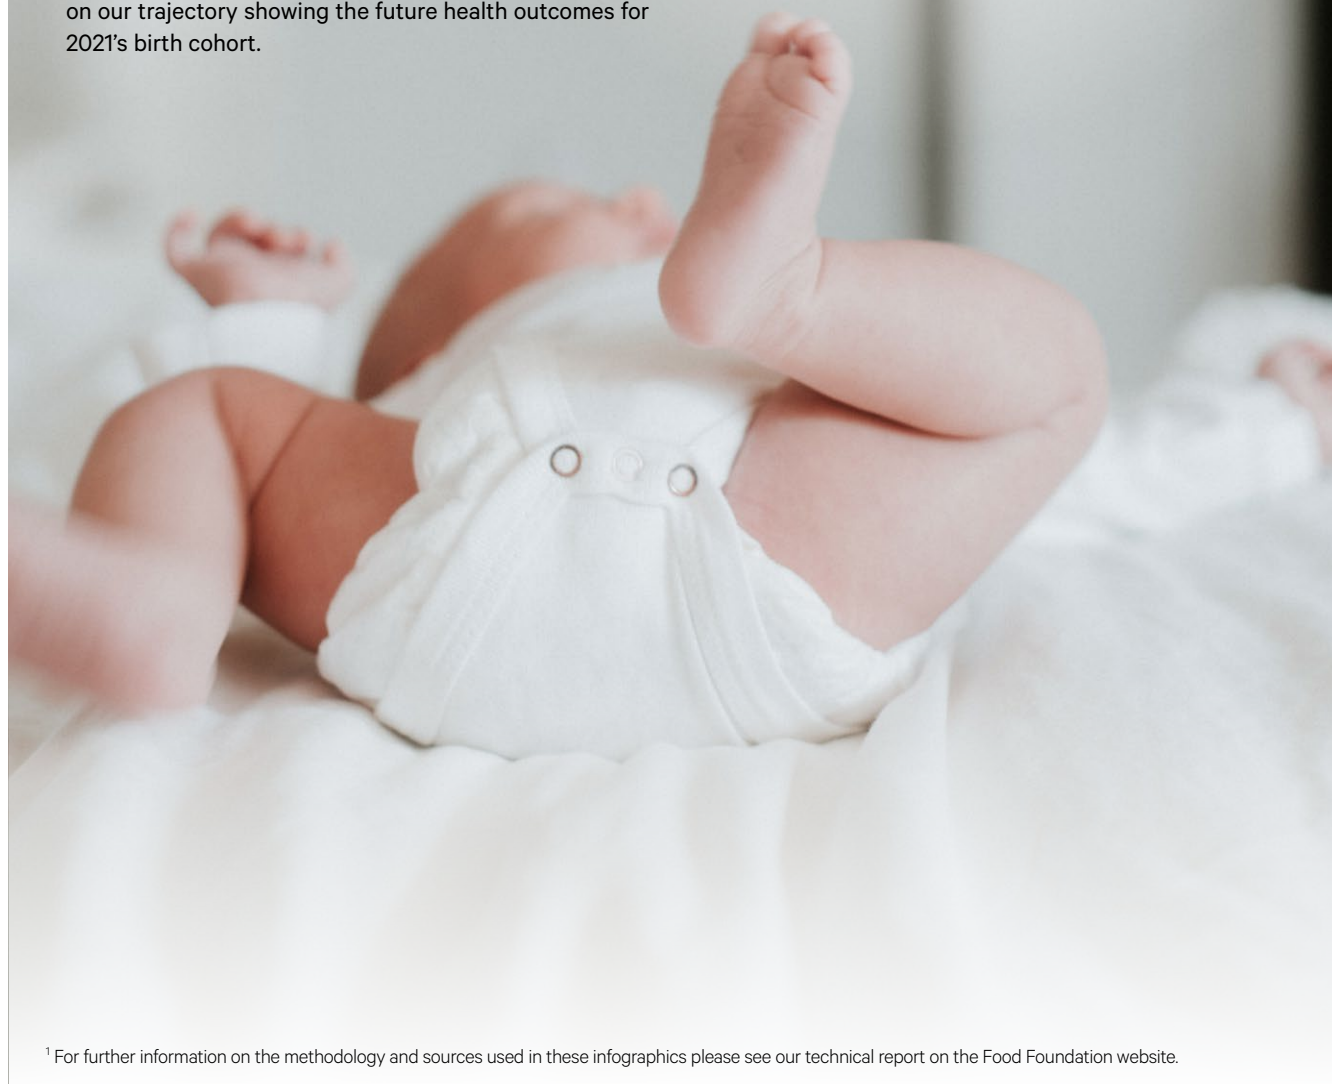 on our trajectory showing the future health outcomes for
2021’s birth cohort.
¹ For further information on the methodology and sources used in these infographics please see our technical report on the Food Foundation website.